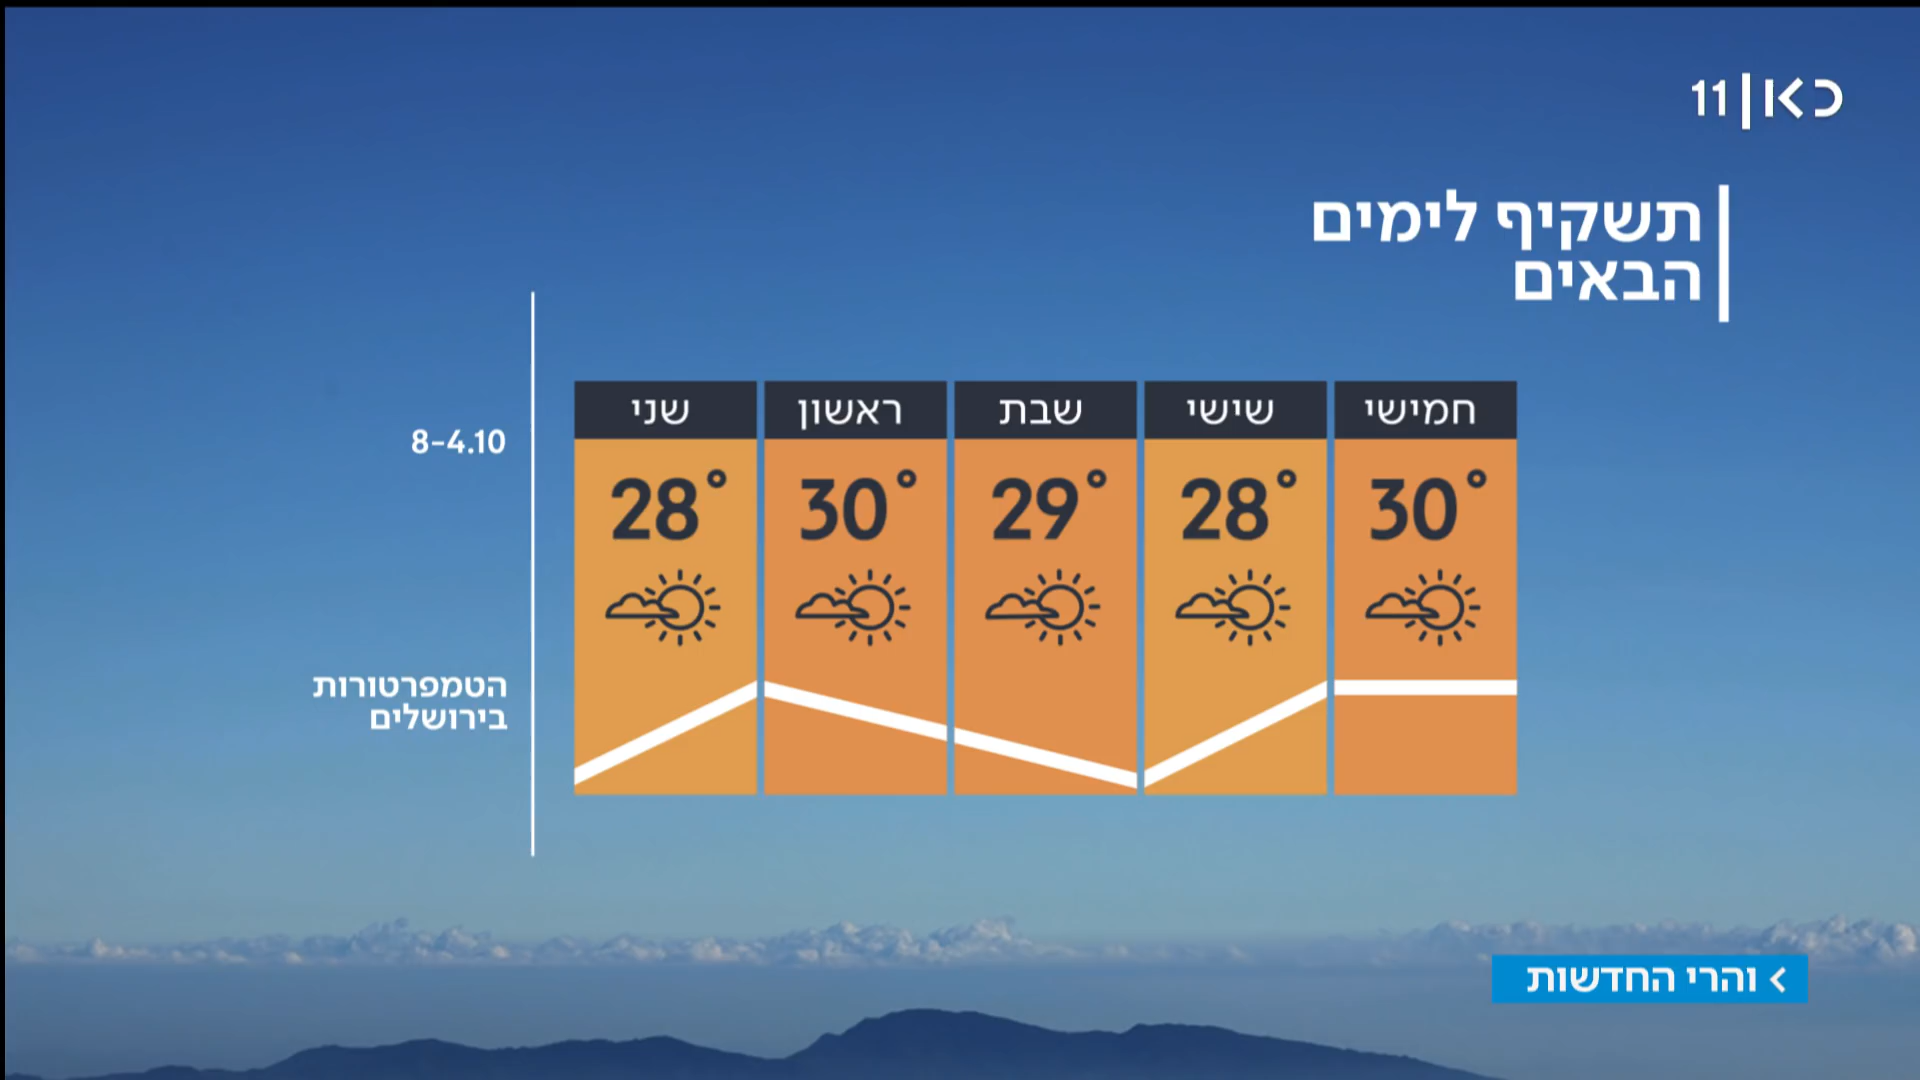 כאן 11
תשקיף לימים
הבאים
חמישי שישי שבת ראשון שני
30° 28° 29° 30° 28°
8-4.10
הטמפרטורות
בירושלים
והרי החדשות